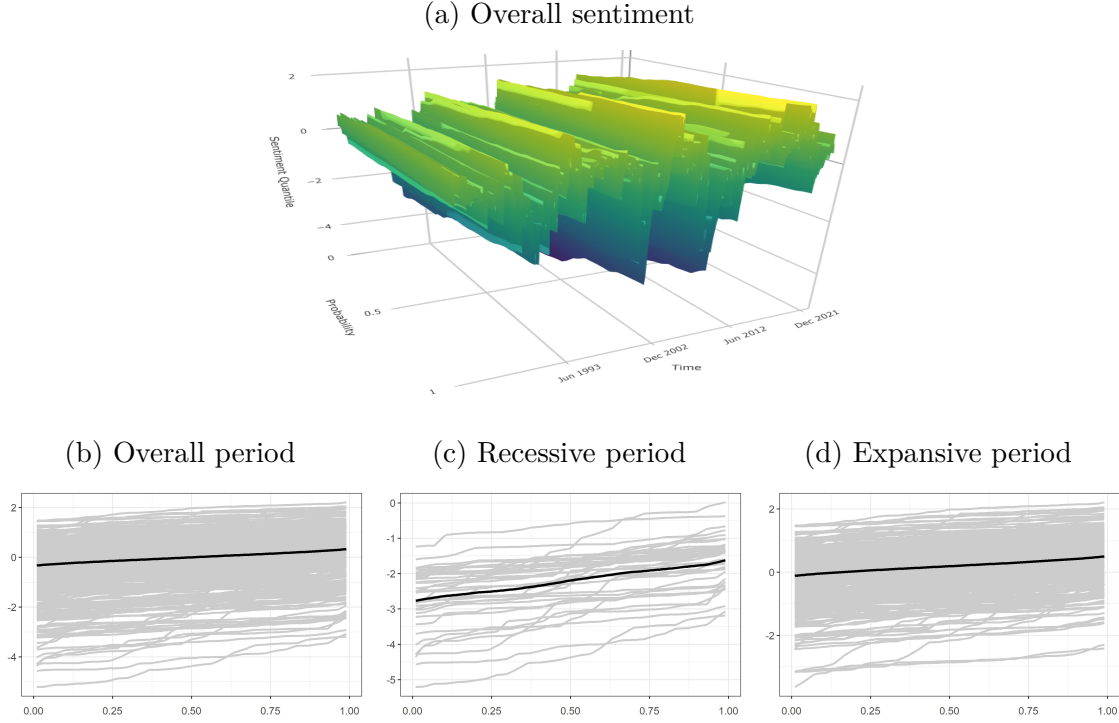 (a) Overall sentiment
2
0
Sentiment Quantile
−2
−4
0
Probability
0.5
1
Jun 1993
Dec 2002
Jun 2012
Dec 2021
Time
(b) Overall period
(c) Recessive period
(d) Expansive period
2
0
-2
-4
0.00 0.25 0.50 0.75 1.00
0
-1
-2
-3
-4
-5
0.00 0.25 0.50 0.75 1.00
2
0
-2
0.00 0.25 0.50 0.75 1.00